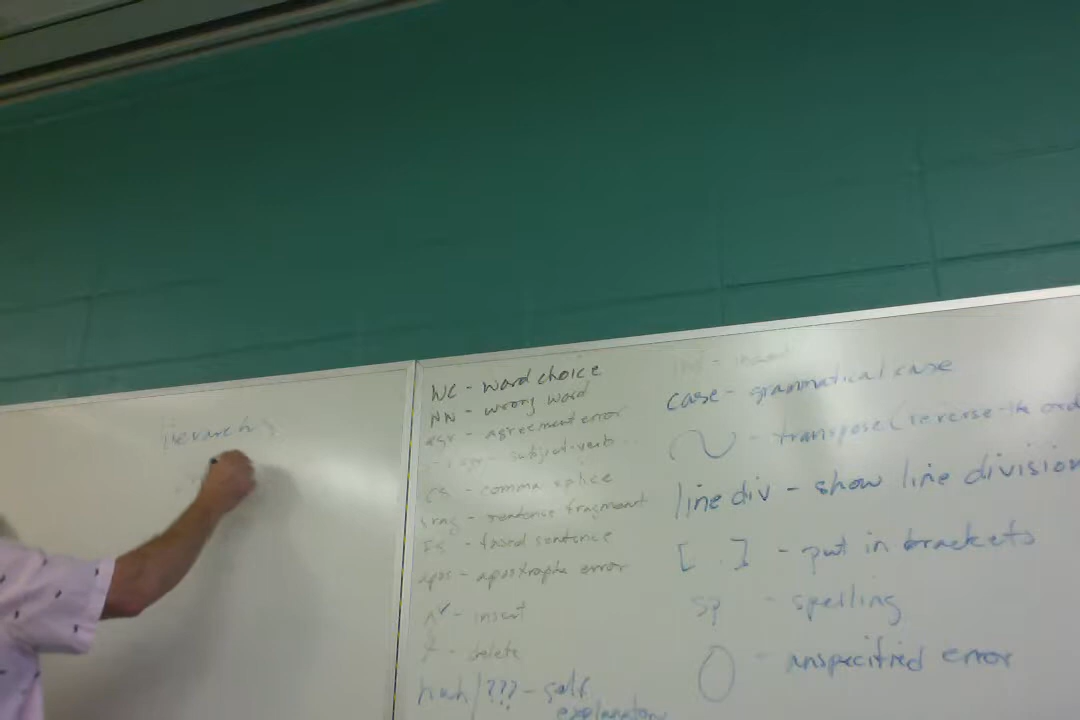 Hierarchy
WC - word choice
WW - wrong word
agr - agreement error
agr - subject-verb ...
cs - comma splice
frag - sentence fragment
FS - fused sentence
apos - apostrophe error
^ - insert
- delete
huh/??? - self
explanatory
case - grammatical case
- transpose (reverse the
line div - show line division
[ ] - put in brackets
sp - spelling
- unspecified error